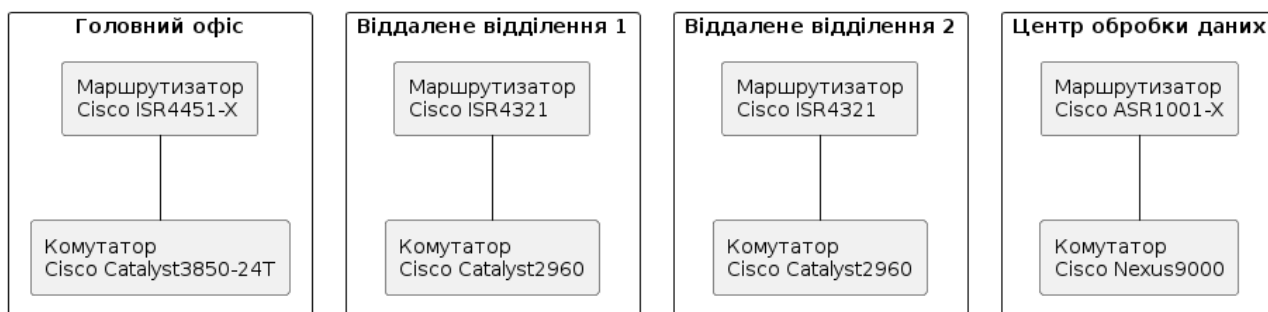 Головний офіс
Маршрутизатор
Cisco ISR4451-X
Комутатор
Cisco Catalyst3850-24T
Віддалене відділення 1
Маршрутизатор
Cisco ISR4321
Комутатор
Cisco Catalyst2960
Віддалене відділення 2
Маршрутизатор
Cisco ISR4321
Комутатор
Cisco Catalyst2960
Центр обробки даних
Маршрутизатор
Cisco ASR1001-X
Комутатор
Cisco Nexus9000